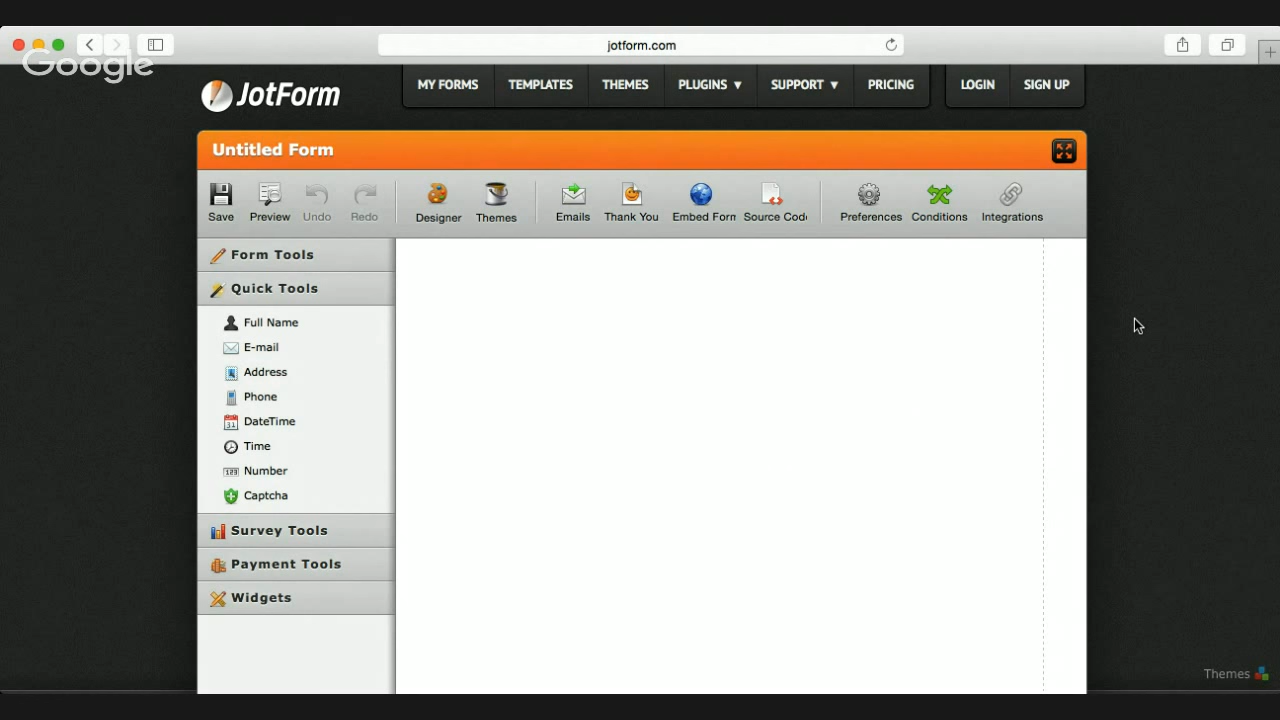 jotform.com
Google
JotForm
MY FORMS TEMPLATES THEMES PLUGINS ▼ SUPPORT ▼ PRICING LOGIN SIGN UP
Untitled Form
Save Preview Undo Redo Designer Themes Emails Thank You Embed Form Source Code Preferences Conditions Integrations
Form Tools
Quick Tools
Full Name
E-mail
Address
Phone
31 DateTime
Time
123 Number
Captcha
Survey Tools
Payment Tools
Widgets
Themes